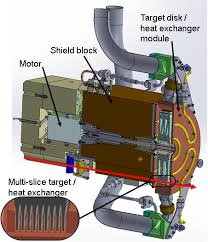 Target disk /
heat exchanger
module
Shield block
Motor
Multi-slice target /
heat exchanger